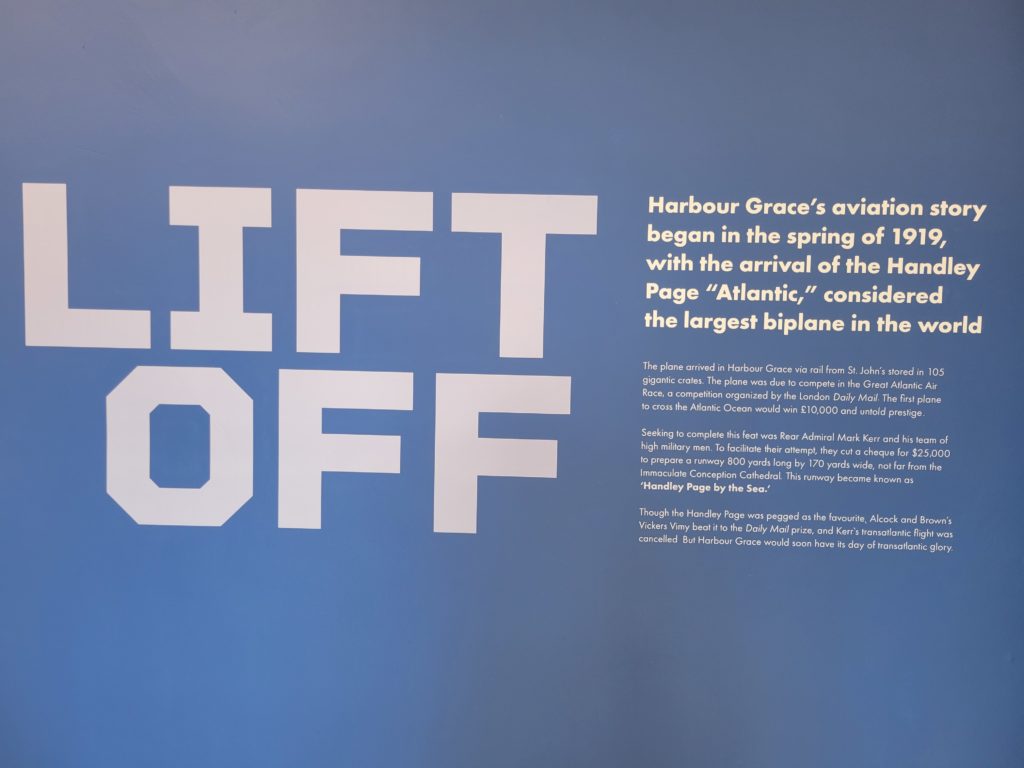 LIFT
OFF
Harbour Grace's aviation story
began in the spring of 1919,
with the arrival of the Handley
Page “Atlantic,” considered
the largest biplane in the world
The plane arrived in Harbour Grace via rail from St. John's stored in 105
gigantic crates. The plane was due to compete in the Great Atlantic Air
Race, a competition organized by the London Daily Mail. The first plane
to cross the Atlantic Ocean would win £10,000 and untold prestige.
Seeking to complete this feat was Rear Admiral Mark Kerr and his team of
high military men. To facilitate their attempt, they cut a cheque for $25,000
to prepare a runway 800 yards long by 170 yards wide, not far from the
Immaculate Conception Cathedral. This runway became known as
‘Handley Page by the Sea.’
Though the Handley Page was pegged as the favourite, Alcock and Brown's
Vickers Vimy beat it to the Daily Mail prize, and Kerr's transatlantic flight was
cancelled. But Harbour Grace would soon have its day of transatlantic glory.